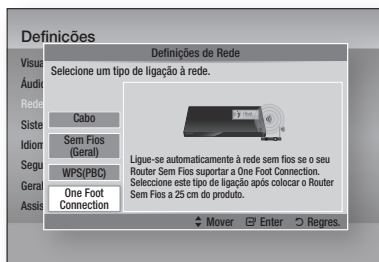 Definições
Definições de Rede
Selecione um tipo de ligação à rede.
Visua
Áudio
Rede
Siste
Idiom
Segu
Geral
Assis
Cabo
Sem Fios
(Geral)
WPS(PBC)
One Foot
Connection
Ligue-se automaticamente à rede sem fios se o seu
Router Sem Fios suportar a One Foot Connection.
Seleccione este tipo de ligação após colocar o Router
Sem Fios a 25 cm do produto.
Mover Enter Regres.